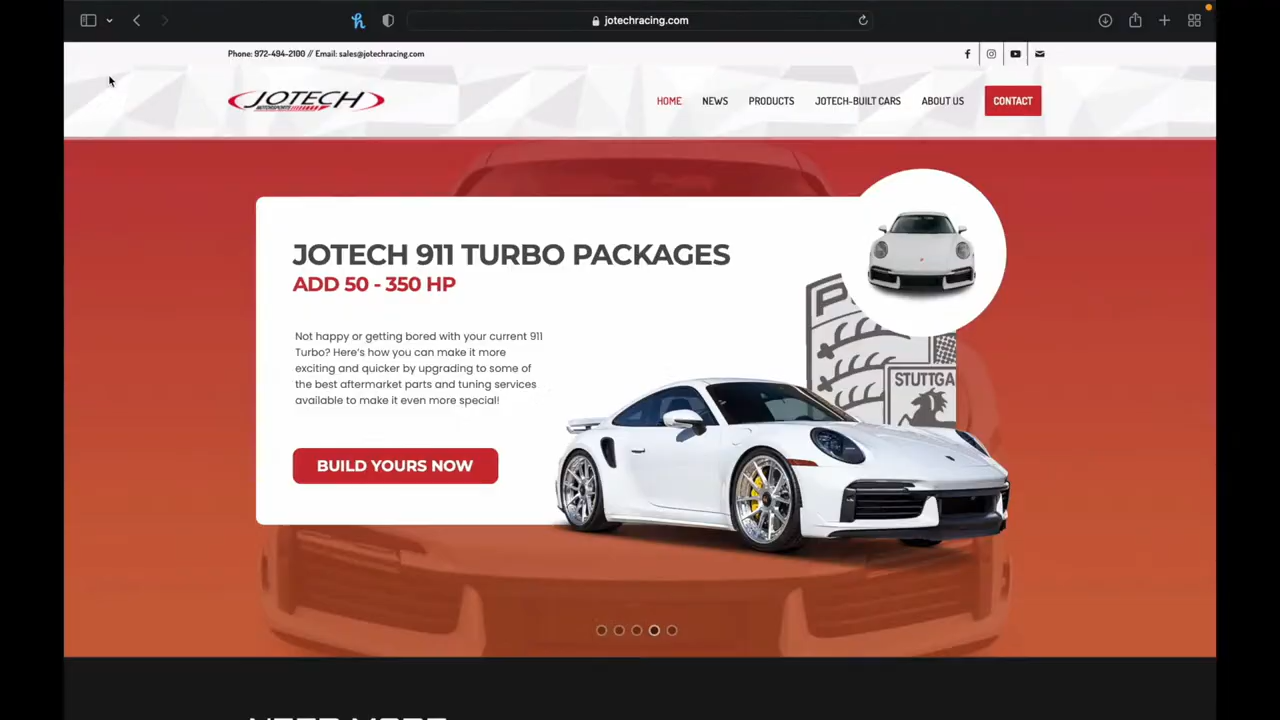 jotechracing.com
Phone: 972-494-2100 // Email: sales@jotechracing.com
JOTECH
MOTORSPORTS
HOME
NEWS
PRODUCTS
JOTECH-BUILT CARS
ABOUT US
CONTACT
JOTECH 911 TURBO PACKAGES
ADD 50 - 350 HP
Not happy or getting bored with your current 911
Turbo? Here's how you can make it more
exciting and quicker by upgrading to some of
the best aftermarket parts and tuning services
available to make it even more special!
STUTTGA
BUILD YOURS NOW
NEED MORE